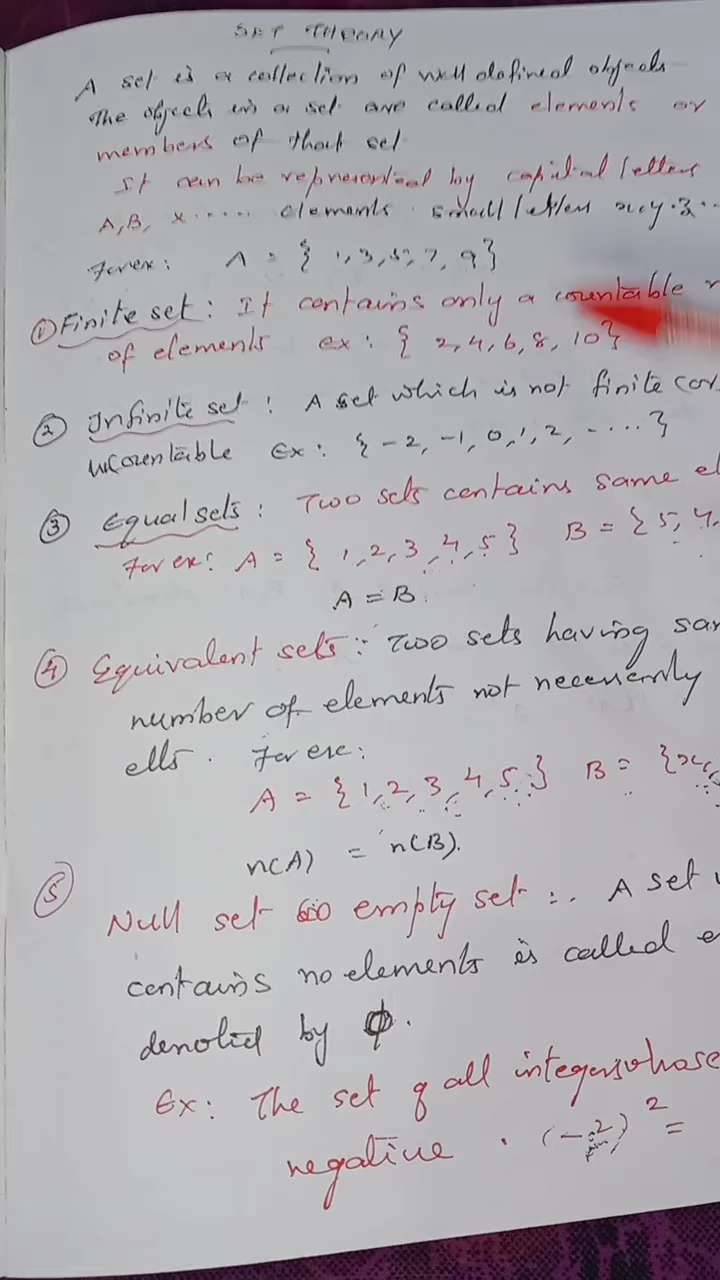 SET THEORY
A set is a collection of well defined objects
The objects in a set are called elements or
members of that set
It can be represented by capital letters
A, B, x ..... elements small letters x, y, z ..
For ex: A = { 1, 3, 5, 7, 9}
① Finite set : It contains only a countable
of elements ex : { 2, 4, 6, 8, 10}
② Infinite set : A set which is not finite (or
uncountable Ex : {-2, -1, 0, 1, 2, .....}
③ Equal sets : Two sets contains same el
For ex : A = { 1, 2, 3, 4, 5 } B = {5, 4,
A = B.
④ Equivalent sets :- Two sets having sam
number of elements not necessarily
ells . For ex:
A = {1, 2, 3, 4, 5} B = {x,
n(A) = n(B).
⑤
Null set empty set :. A set
contains no elements is called e
denoted by ϕ.
Ex: The set of all integers whose
negative . (-2)² =